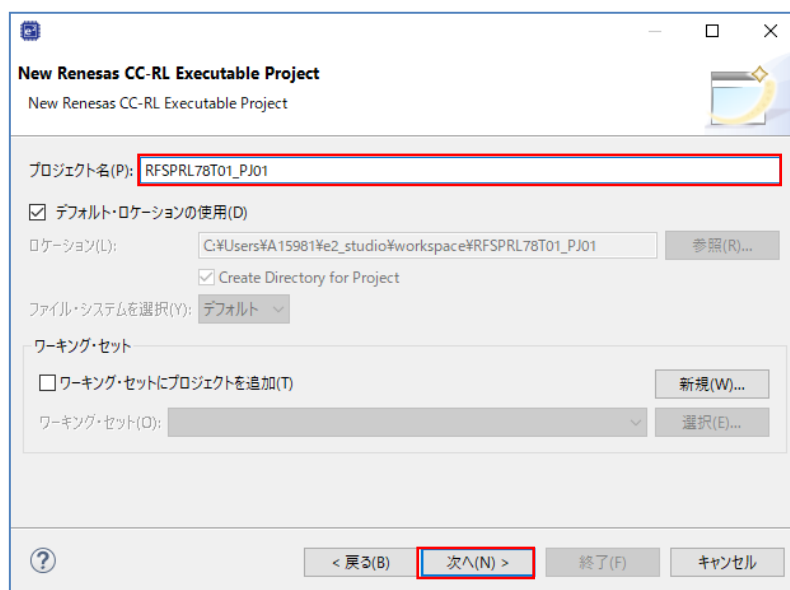 New Renesas CC-RL Executable Project
New Renesas CC-RL Executable Project
プロジェクト名(P): RFSPRL78T01_PJ01
デフォルト・ロケーションの使用(D)
ロケーション(L): C:¥Users¥A15981¥e2_studio¥workspace¥RFSPRL78T01_PJ01 参照(R)...
Create Directory for Project
ファイル・システムを選択(Y): デフォルト
ワーキング・セット
ワーキング・セットにプロジェクトを追加(T) 新規(W)...
ワーキング・セット(O): 選択(E)...
? < 戻る(B) 次へ(N) > 終了(F) キャンセル